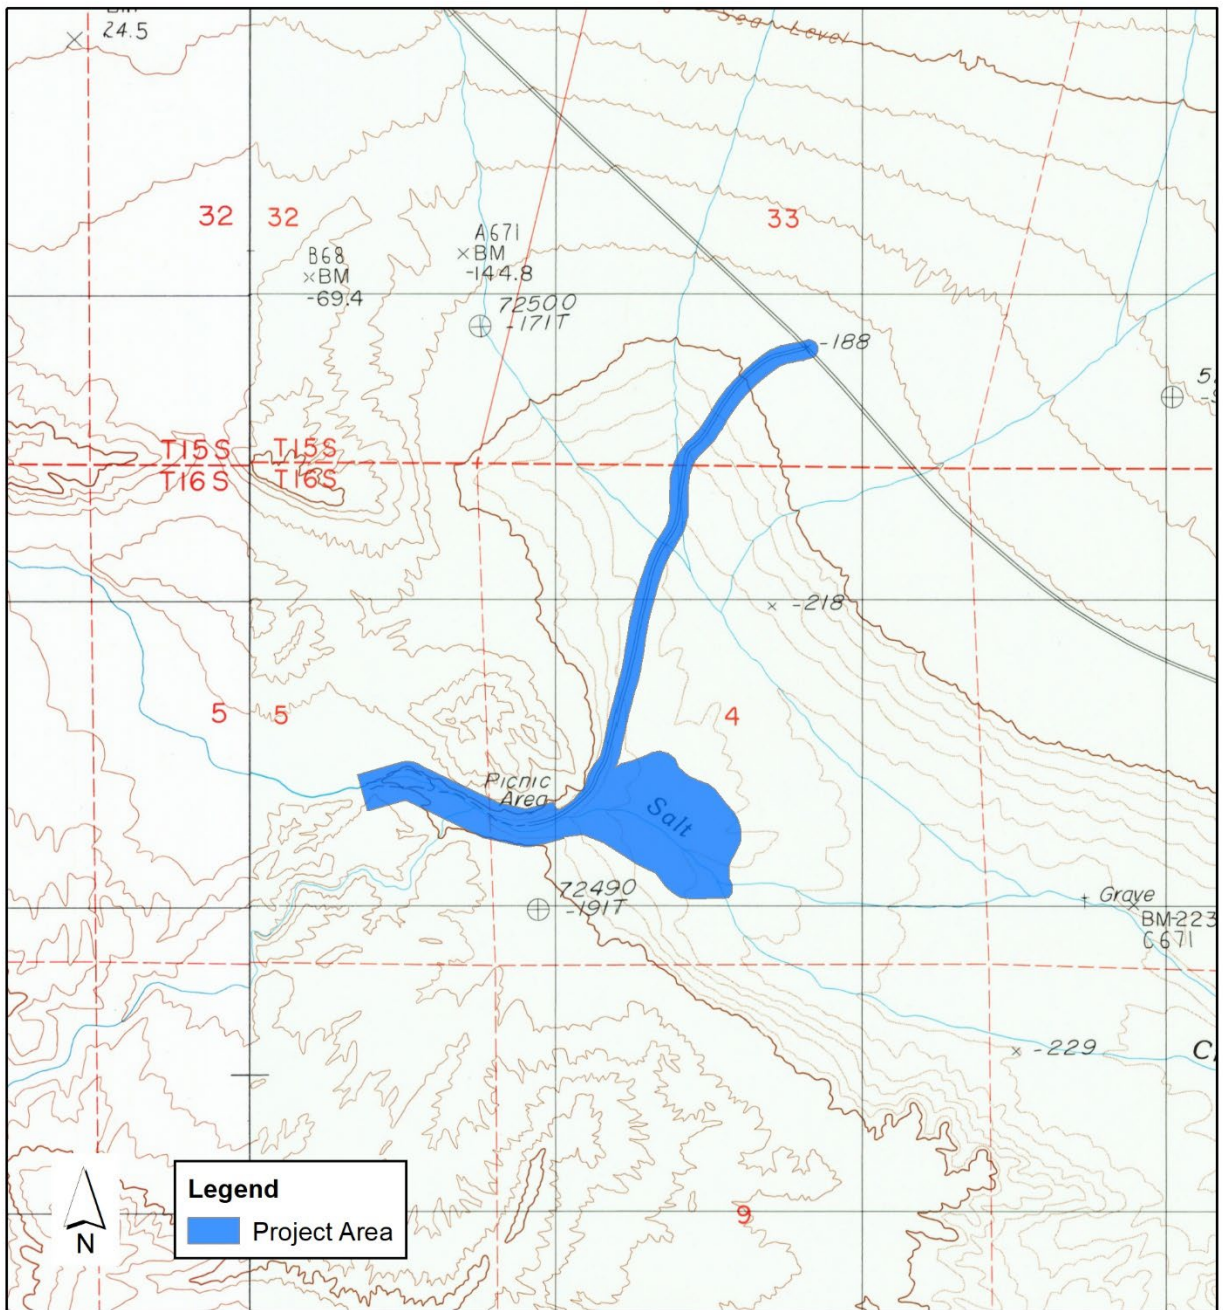 24.5
Sea Level
32 32
33
A671
BM
-144.8
B68
BM
-69.4
72500
-171T
-188
T15S T15S
T16S T16S
-218
5 5
4
Picnic
Area
Salt
72490
-191T
Grave
BM-223
C671
-229
9
Legend
Project Area
N